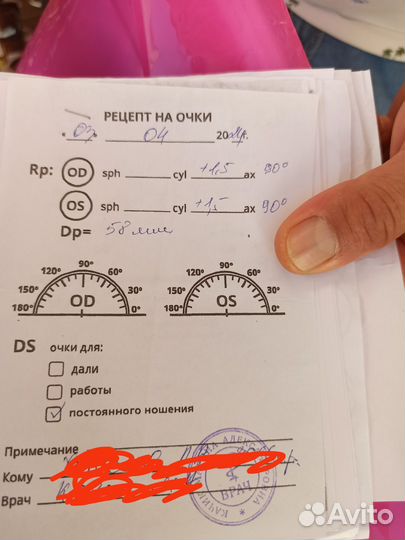 РЕЦЕПТ НА ОЧКИ
03 04 2024г.
Rp: OD sph cyl +1,5 ax 90°
OS sph cyl +1,5 ax 90°
Dp= 58 мм
120° 90° 60° 120° 90° 60°
150° 30° 150° 30°
180° OD 0° 180° OS 0°
DS очки для:
дали
работы
постоянного ношения
Примечание
Кому
Врач
ВРАЧ
Avito